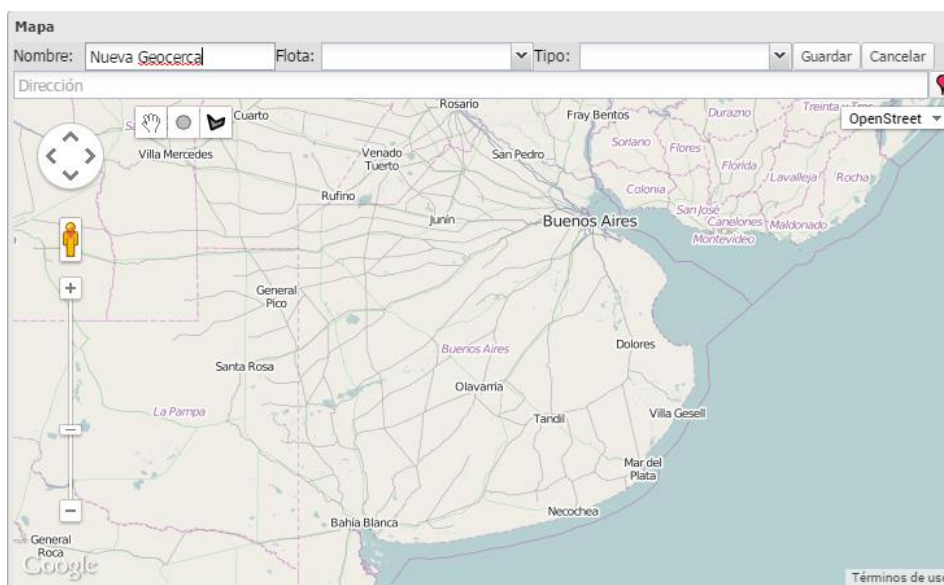 Mapa
Nombre: Nueva Geocerca Flota: Tipo: Guardar Cancelar
Dirección
OpenStreet
Rosario
Fray Bentos
Durazno
Treinta y Tres
Cuarto
Villa Mercedes
Venado
Tuerto
San Pedro
Soriano
Flores
Florida
Lavalleja
Rocha
Rufino
Colonia
San José
Canelones
Maldonado
Junín
Buenos Aires
Montevideo
General
Pico
Buenos Aires
Dolores
Santa Rosa
Olavarría
La Pampa
Tandil
Villa Gesell
Mar del
Plata
Necochea
Bahía Blanca
General
Roca
Google
Términos de uso